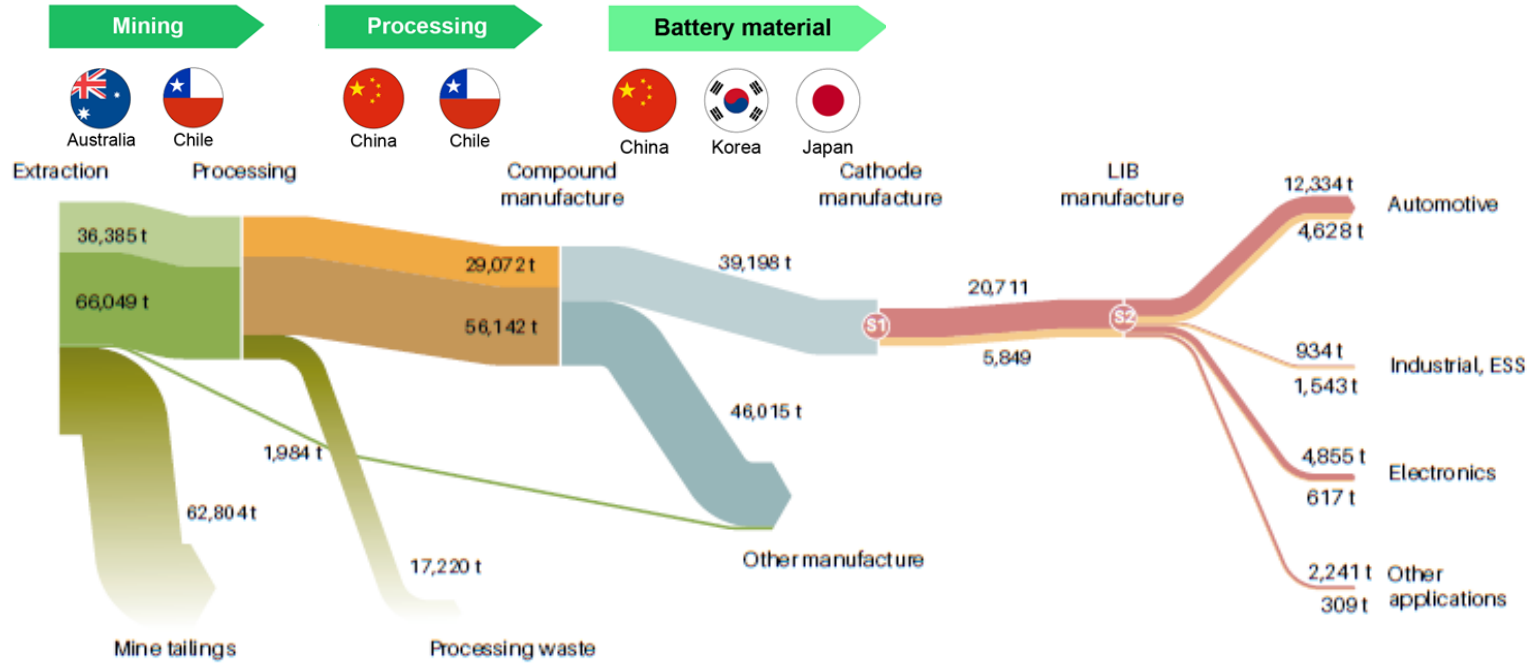 Mining
Processing
Battery material
Australia
Chile
China
Chile
China
Korea
Japan
Extraction
Processing
Compound
manufacture
Cathode
manufacture
LIB
manufacture
36,385 t
66,049 t
29,072 t
56,142 t
39,198 t
20,711
5,849
S1
S2
12,334 t
4,628 t
Automotive
934 t
1,543 t
Industrial, ESS
46,015 t
1,984 t
4,855 t
617 t
Electronics
62,804 t
17,220 t
Other manufacture
2,241 t
309 t
Other
applications
Mine tailings
Processing waste